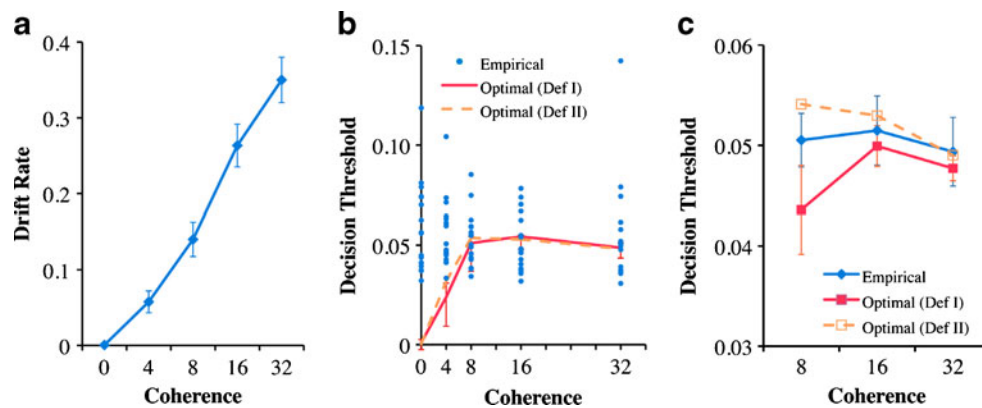 a
0.4
0.3
0.2
0.1
0
Drift Rate
0 4 8 16 32
Coherence
b
0.15
0.10
0.05
0
Decision Threshold
Empirical
Optimal (Def I)
Optimal (Def II)
0 4 8 16 32
Coherence
c
0.06
0.05
0.04
0.03
Decision Threshold
Empirical
Optimal (Def I)
Optimal (Def II)
8 16 32
Coherence